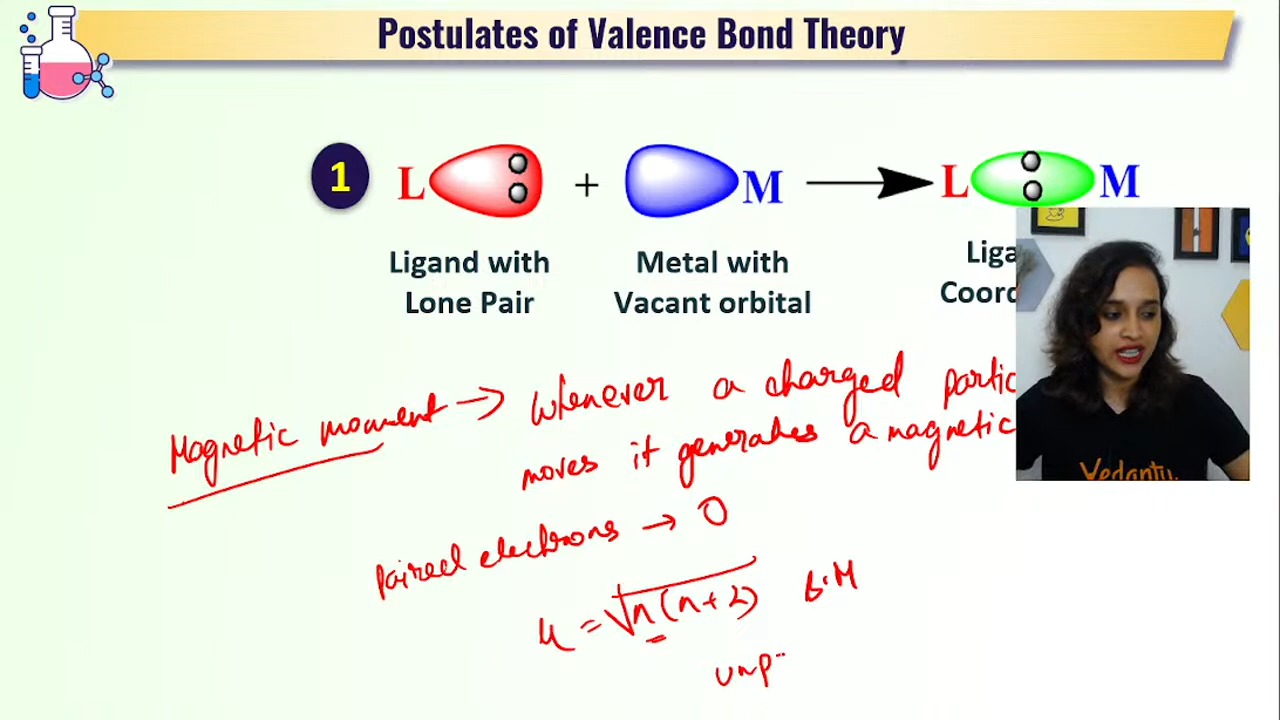 Postulates of Valence Bond Theory
1
L + M L M
Ligand with
Lone Pair
Metal with
Vacant orbital
Liga
Coord
Magnetic moment → Whenever a charged partic
moves it generates a magnetic
Paired electrons → 0
μ = √n(n+2) B.M
unp..
Vedantu